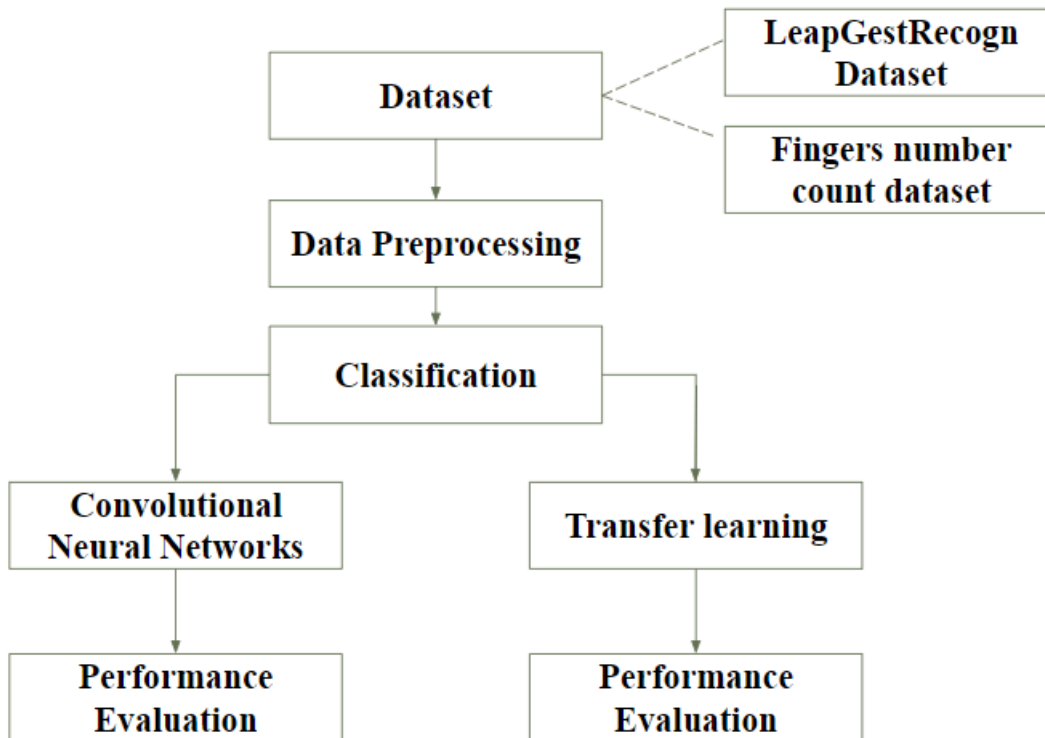 LeapGestRecogn
Dataset
Dataset
Fingers number
count dataset
Data Preprocessing
Classification
Convolutional
Neural Networks
Transfer learning
Performance
Evaluation
Performance
Evaluation